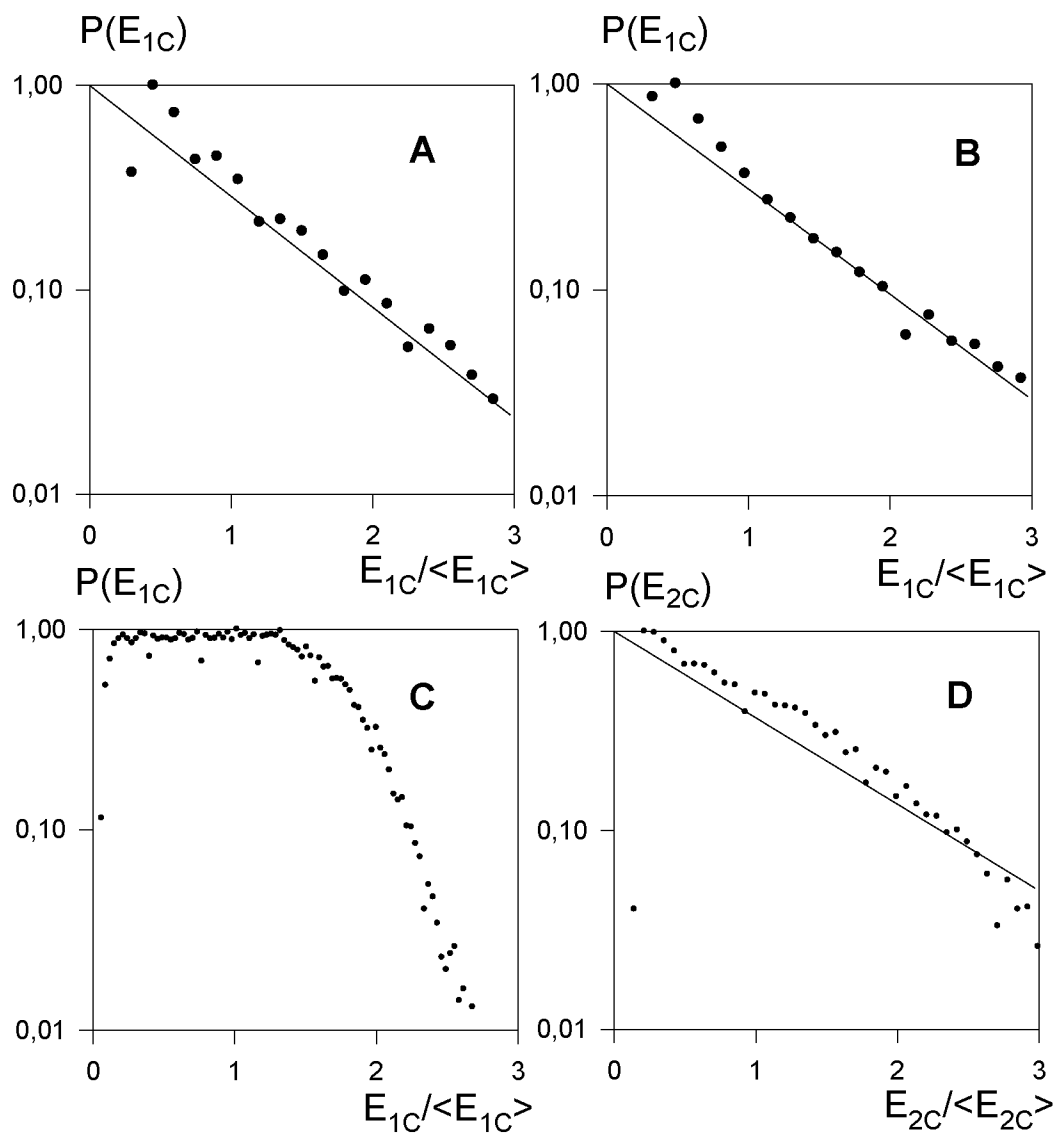 P(E1C)
1,00
A
0,10
0,01
0 1 2 3
E1C/<E1C>
P(E1C)
1,00
B
0,10
0,01
0 1 2 3
E1C/<E1C>
P(E1C)
1,00
C
0,10
0,01
0 1 2 3
E1C/<E1C>
P(E2C)
1,00
D
0,10
0,01
0 1 2 3
E2C/<E2C>